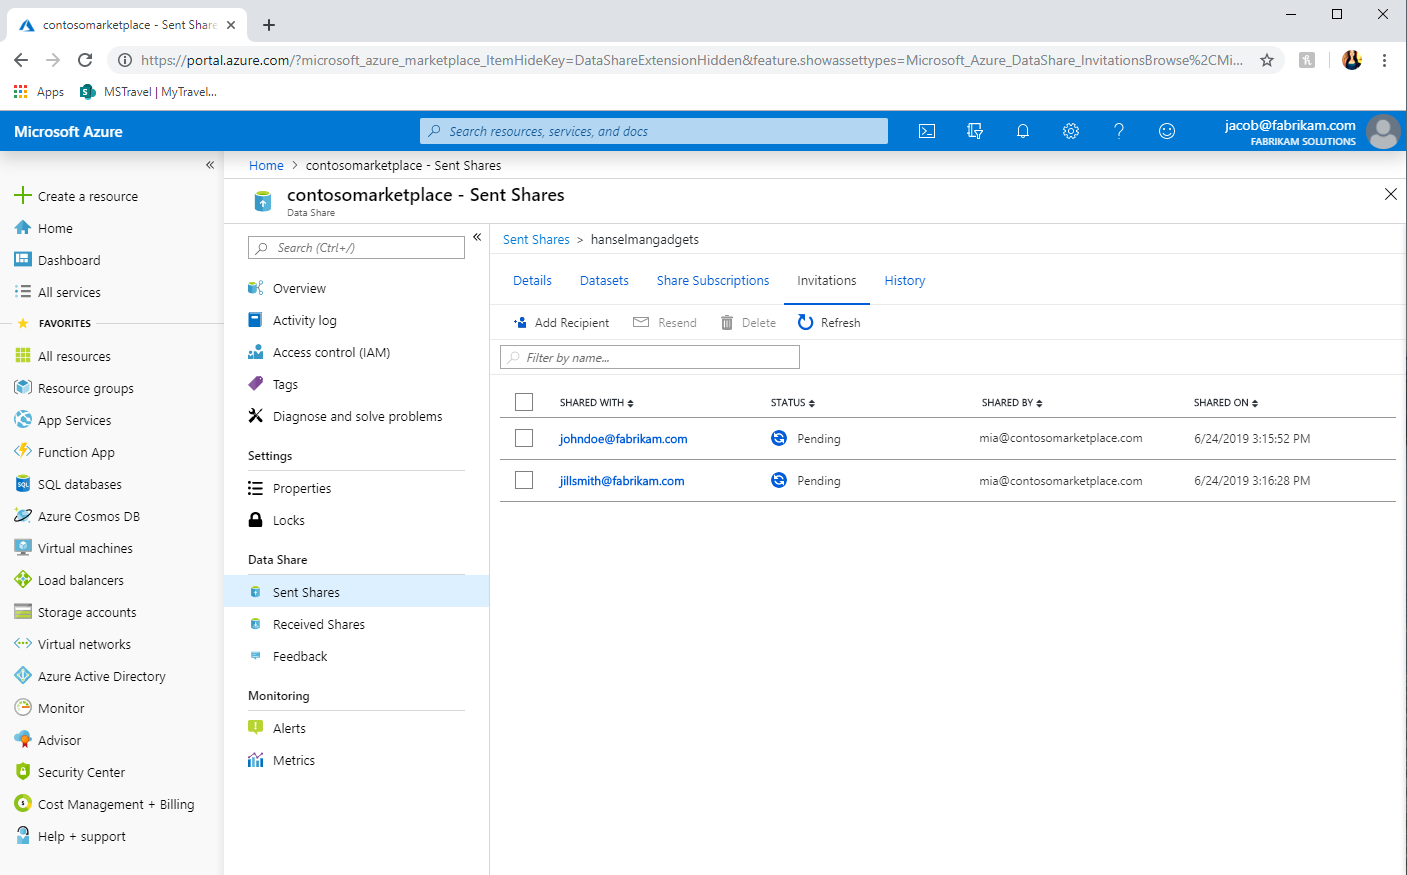 contosomarketplace - Sent Share
https://portal.azure.com/?microsoft_azure_marketplace_ItemHideKey=DataShareExtensionHidden&feature.showassettypes=Microsoft_Azure_DataShare_InvitationsBrowse%2CMi...
Apps
MSTravel | MyTravel...
Microsoft Azure
Search resources, services, and docs
jacob@fabrikam.com
FABRIKAM SOLUTIONS
Create a resource
Home
Dashboard
All services
FAVORITES
All resources
Resource groups
App Services
Function App
SQL databases
Azure Cosmos DB
Virtual machines
Load balancers
Storage accounts
Virtual networks
Azure Active Directory
Monitor
Advisor
Security Center
Cost Management + Billing
Help + support
Home > contosomarketplace - Sent Shares
contosomarketplace - Sent Shares
Data Share
Search (Ctrl+/)
Overview
Activity log
Access control (IAM)
Tags
Diagnose and solve problems
Settings
Properties
Locks
Data Share
Sent Shares
Received Shares
Feedback
Monitoring
Alerts
Metrics
Sent Shares > hanselmangadgets
Details Datasets Share Subscriptions Invitations History
Add Recipient Resend Delete Refresh
Filter by name...
SHARED WITH STATUS SHARED BY SHARED ON
johndoe@fabrikam.com Pending mia@contosomarketplace.com 6/24/2019 3:15:52 PM
jillsmith@fabrikam.com Pending mia@contosomarketplace.com 6/24/2019 3:16:28 PM